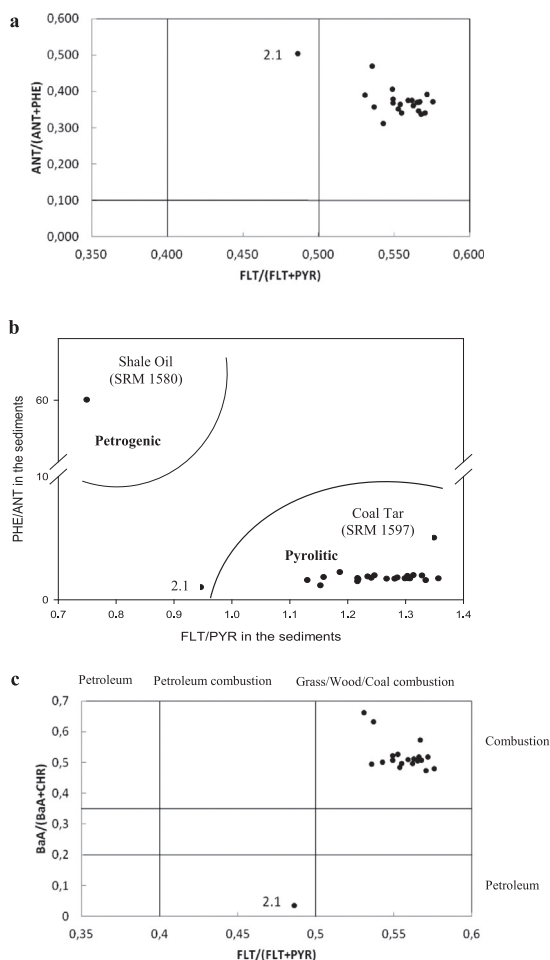 a
0,600
0,500
0,400
0,300
0,200
0,100
0,000
ANT/(ANT+PHE)
2.1
0,350
0,400
0,450
0,500
0,550
0,600
FLT/(FLT+PYR)
b
Shale Oil
(SRM 1580)
Petrogenic
60
10
0
PHE/ANT in the sediments
Coal Tar
(SRM 1597)
Pyrolitic
2.1
0.7
0.8
0.9
1.0
1.1
1.2
1.3
1.4
FLT/PYR in the sediments
c
Petroleum
Petroleum combustion
Grass/Wood/Coal combustion
0,7
0,6
0,5
0,4
0,3
0,2
0,1
0
BaA/(BaA+CHR)
Combustion
Petroleum
2.1
0,35
0,4
0,45
0,5
0,55
0,6
FLT/(FLT+PYR)